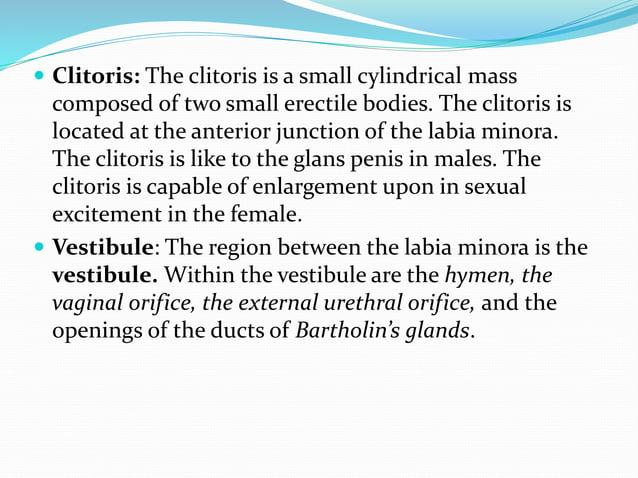 Clitoris: The clitoris is a small cylindrical mass
composed of two small erectile bodies. The clitoris is
located at the anterior junction of the labia minora.
The clitoris is like to the glans penis in males. The
clitoris is capable of enlargement upon in sexual
excitement in the female.
Vestibule: The region between the labia minora is the
vestibule. Within the vestibule are the hymen, the
vaginal orifice, the external urethral orifice, and the
openings of the ducts of Bartholin's glands.